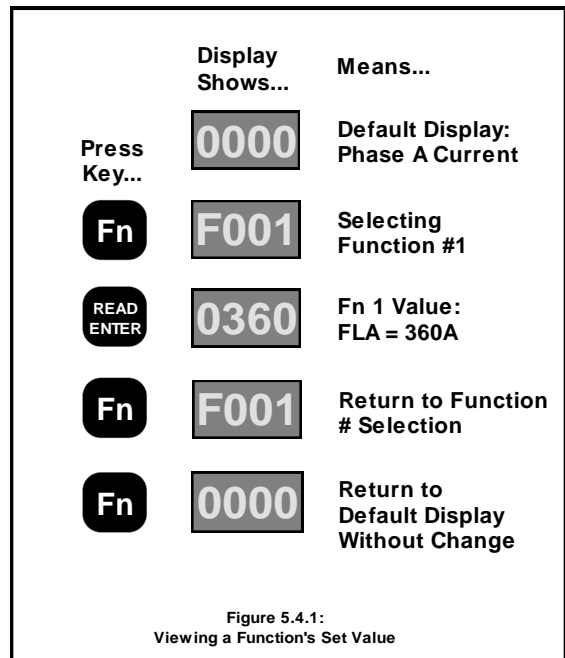 Display
Shows...
Means...
0000
Default Display:
Phase A Current
Press
Key...
Fn
F001
Selecting
Function #1
READ
ENTER
0360
Fn 1 Value:
FLA = 360A
Fn
F001
Return to Function
# Selection
Fn
0000
Return to
Default Display
Without Change
Figure 5.4.1:
Viewing a Function's Set Value